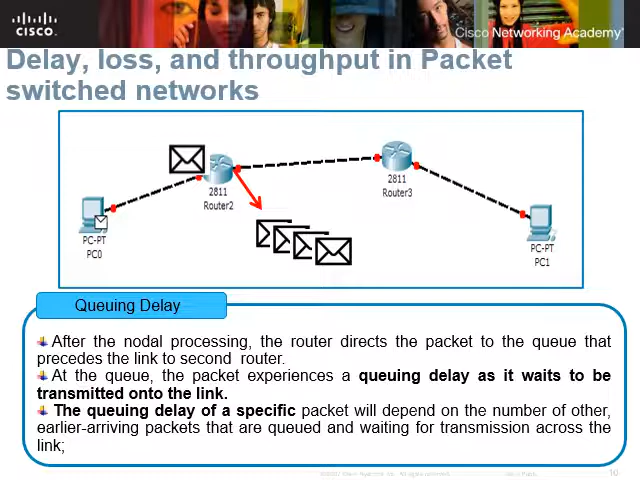 CISCO.
Cisco Networking Academy
Delay, loss, and throughput in Packet
switched networks
2811
Router2
2811
Router3
PC-PT
PC0
PC-PT
PC1
Queuing Delay
After the nodal processing, the router directs the packet to the queue that
precedes the link to second router.
At the queue, the packet experiences a queuing delay as it waits to be
transmitted onto the link.
The queuing delay of a specific packet will depend on the number of other,
earlier-arriving packets that are queued and waiting for transmission across the
link;
10